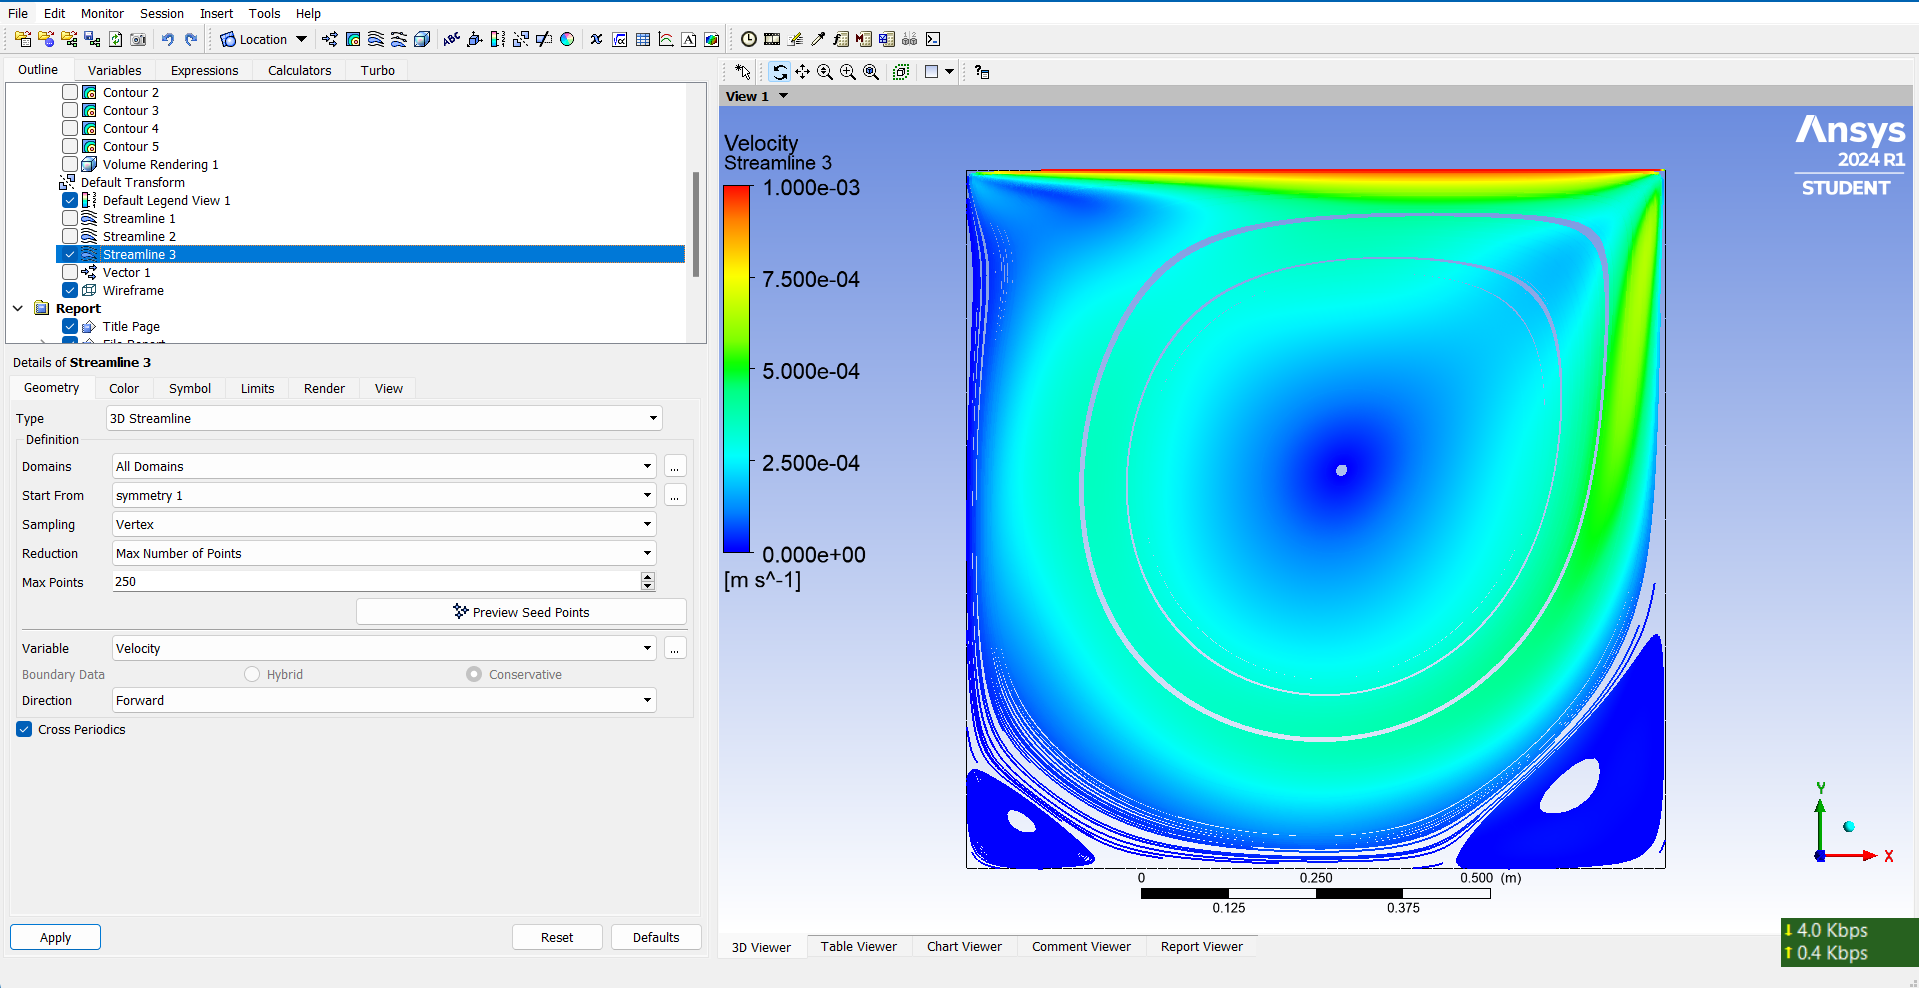 File Edit Monitor Session Insert Tools Help
Location
Outline Variables Expressions Calculators Turbo
Contour 2
Contour 3
Contour 4
Contour 5
Volume Rendering 1
Default Transform
Default Legend View 1
Streamline 1
Streamline 2
Streamline 3
Vector 1
Wireframe
Report
Title Page
File Report
Details of Streamline 3
Geometry Color Symbol Limits Render View
Type 3D Streamline
Definition
Domains All Domains ...
Start From symmetry 1 ...
Sampling Vertex
Reduction Max Number of Points
Max Points 250
Preview Seed Points
Variable Velocity ...
Boundary Data Hybrid Conservative
Direction Forward
Cross Periodics
Apply Reset Defaults
View 1
Velocity
Streamline 3
1.000e-03
7.500e-04
5.000e-04
2.500e-04
0.000e+00
[m s^-1]
Ansys
2024 R1
STUDENT
Y
X
0 0.250 0.500 (m)
0.125 0.375
3D Viewer Table Viewer Chart Viewer Comment Viewer Report Viewer
4.0 Kbps
0.4 Kbps